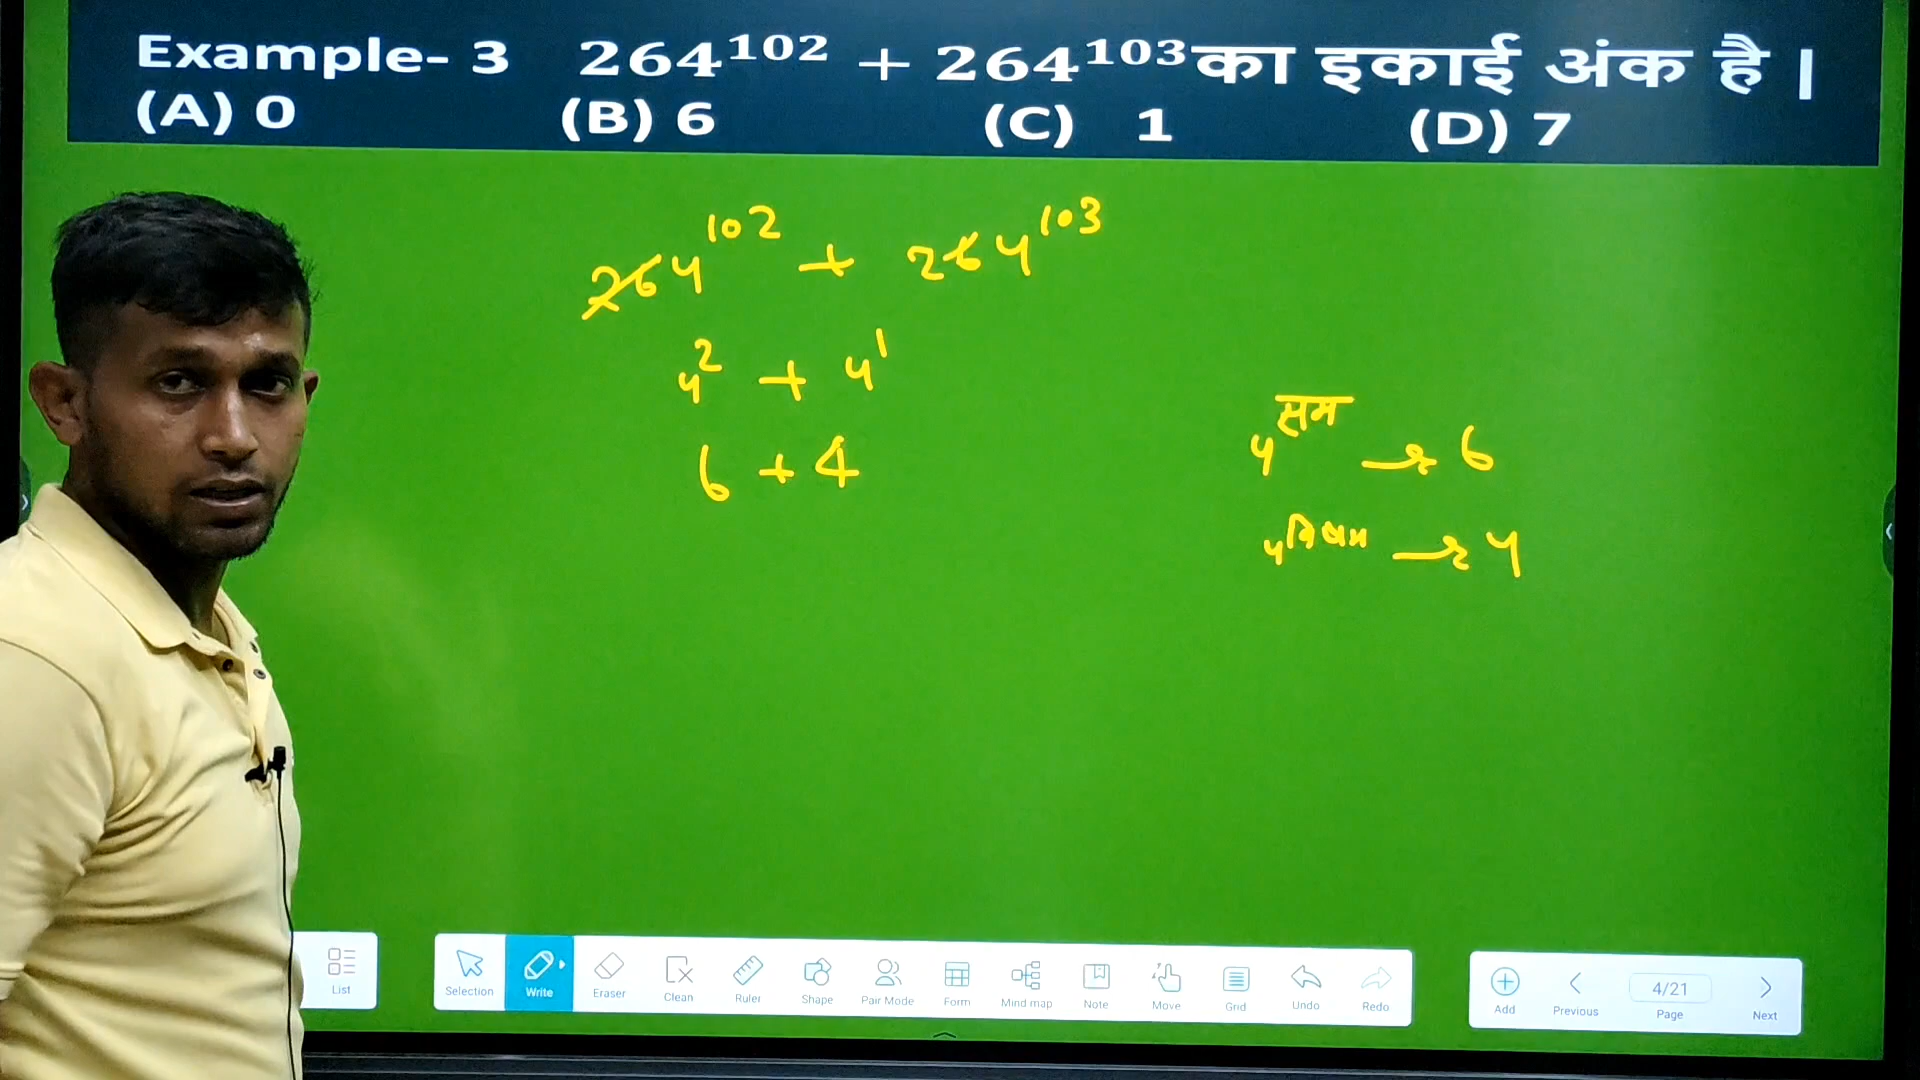 Example- 3 264¹⁰² + 264¹⁰³का इकाई अंक है |
(A) 0 (B) 6 (C) 1 (D) 7
264¹⁰² + 264¹⁰³
4² + 4¹
6 + 4
4^सम → 6
4^विषम → 4
List
Selection Write Eraser Clean Ruler Shape Pair Mode Form Mind map Note Move Grid Undo Redo
Add Previous 4/21 Page Next